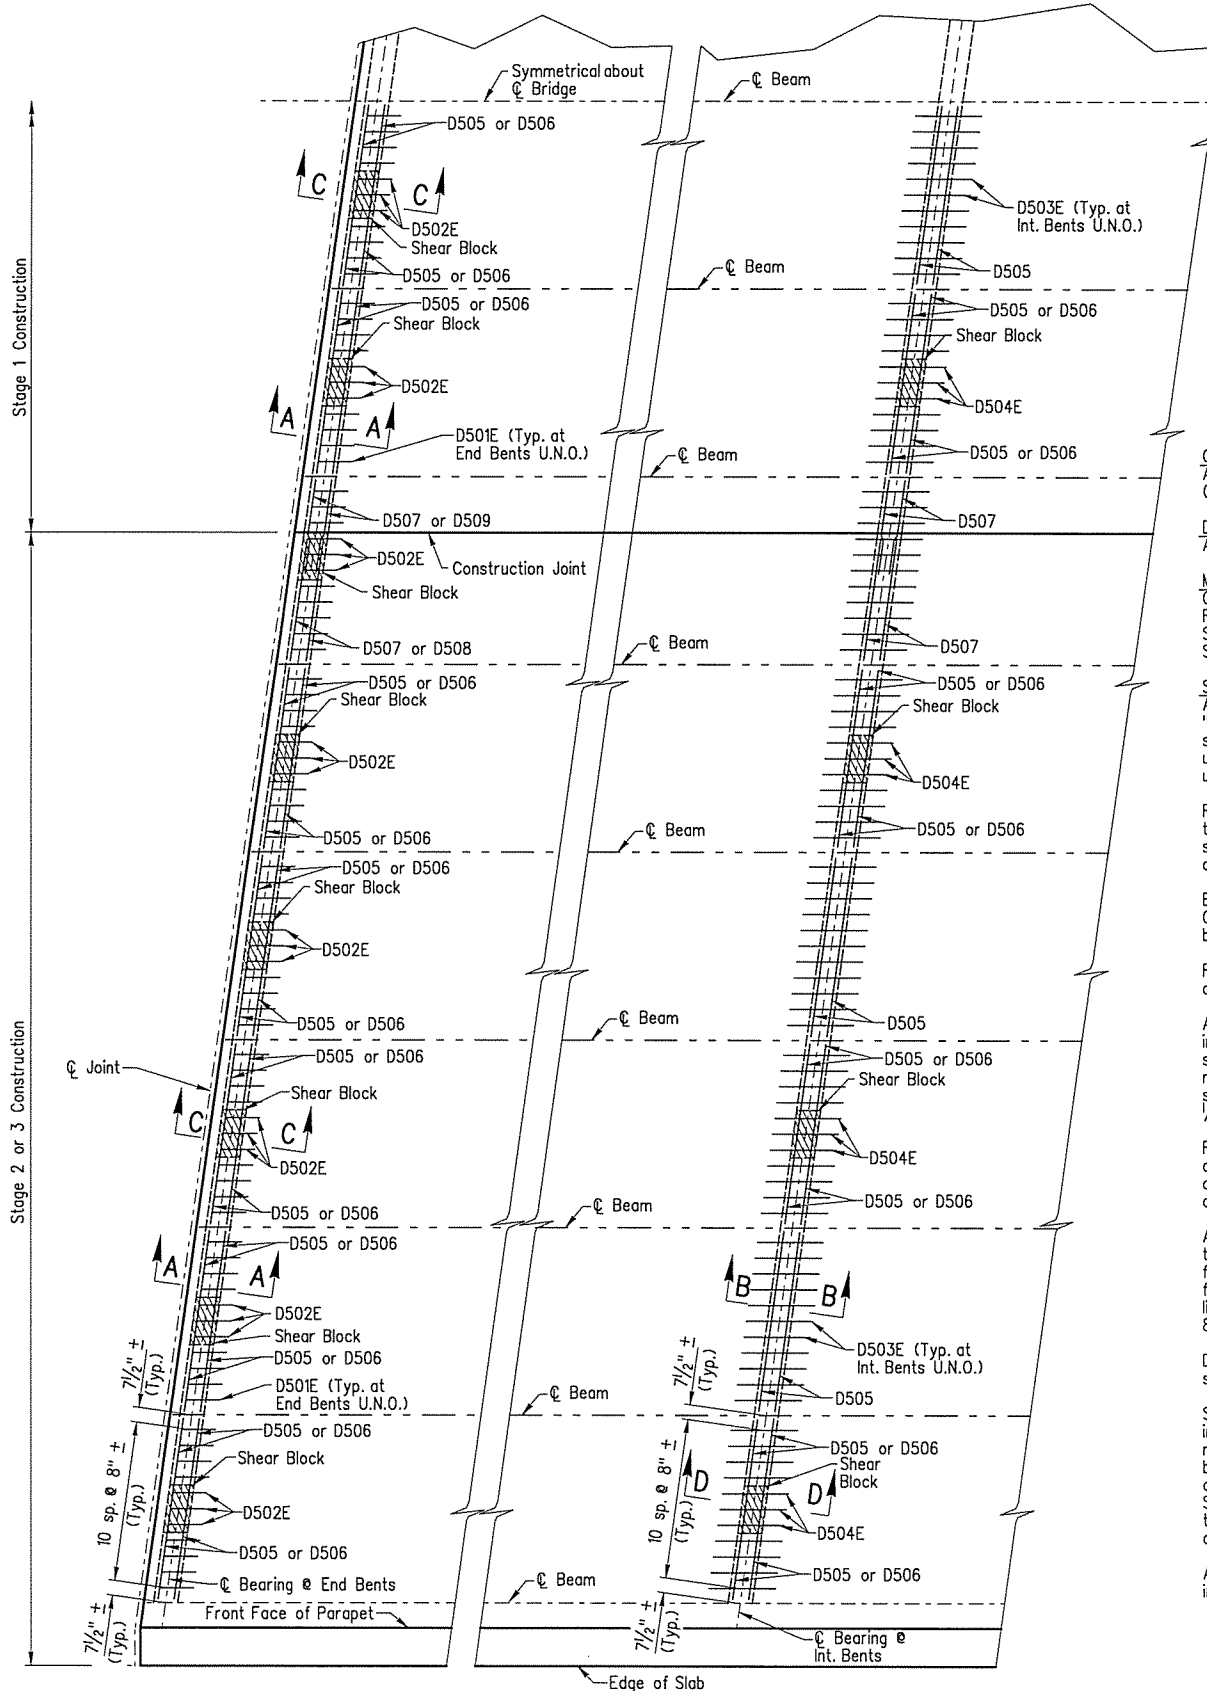 Symmetrical about
℄ Bridge
℄ Beam
D505 or D506
C
C
D502E
Shear Block
D503E (Typ. at
Int. Bents U.N.O.)
D505 or D506
D505
℄ Beam
D505 or D506
D505 or D506
Shear Block
Shear Block
Stage 1 Construction
D502E
D504E
A
A
D501E (Typ. at
End Bents U.N.O.)
D505 or D506
℄ Beam
D507 or D509
D507
D502E
Construction Joint
Shear Block
D507 or D508
D507
℄ Beam
D505 or D506
D505 or D506
Shear Block
Shear Block
D502E
D504E
D505 or D506
D505 or D506
℄ Beam
D505 or D506
Shear Block
D502E
D505 or D506
D505
℄ Beam
Stage 2 or 3 Construction
℄ Joint
D505 or D506
D505 or D506
Shear Block
Shear Block
C
C
D502E
D504E
D505 or D506
D505 or D506
℄ Beam
D505 or D506
A
A
B
B
D502E
Shear Block
D503E (Typ. at
Int. Bents U.N.O.)
7½" ±
(Typ.)
7½" ±
(Typ.)
D505 or D506
D501E (Typ. at
End Bents U.N.O.)
D505
℄ Beam
D505 or D506
D505 or D506
Shear Block
Shear
Block
10 sp. @ 8" ±
(Typ.)
10 sp. @ 8" ±
(Typ.)
D
D
D502E
D504E
D505 or D506
D505 or D506
℄ Bearing @ End Bents
℄ Beam
Front Face of Parapet
7½" ±
(Typ.)
7½" ±
(Typ.)
℄ Bearing @
Int. Bents
Edge of Slab